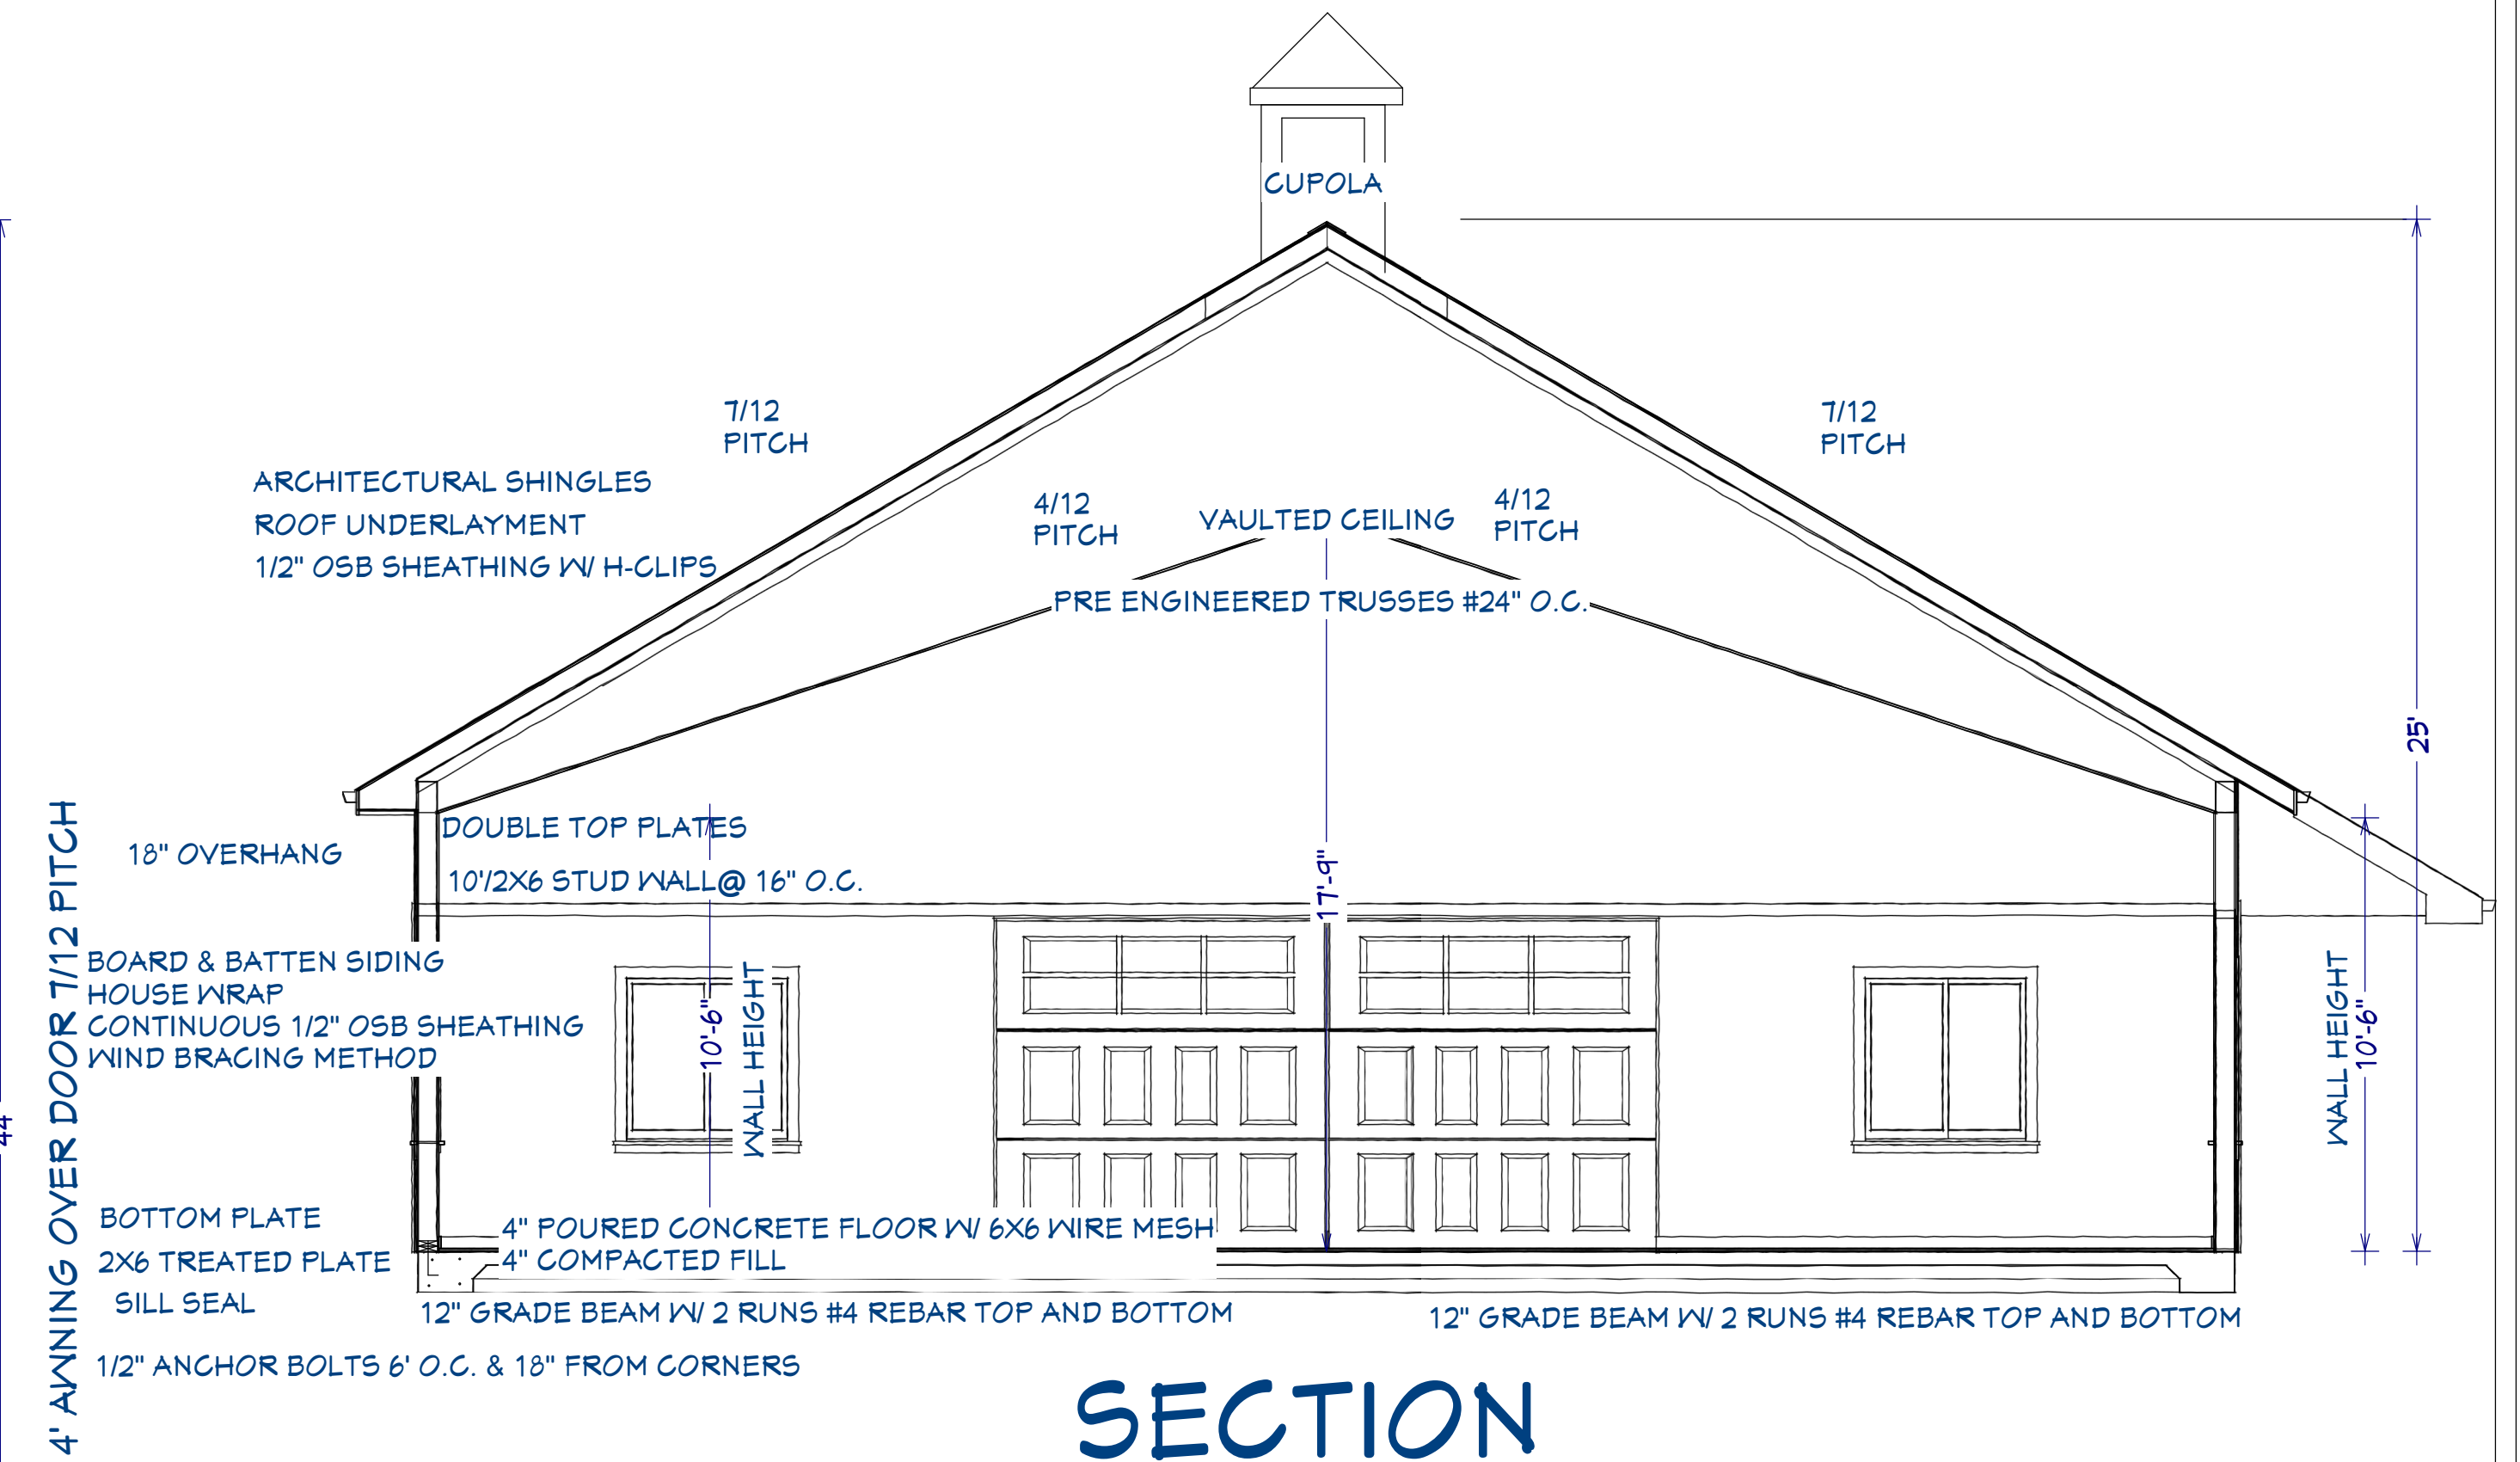 CUPOLA
7/12
PITCH
7/12
PITCH
ARCHITECTURAL SHINGLES
ROOF UNDERLAYMENT
1/2" OSB SHEATHING W/ H-CLIPS
4/12
PITCH
VAULTED CEILING
4/12
PITCH
PRE ENGINEERED TRUSSES #24" O.C.
25'
DOUBLE TOP PLATES
18" OVERHANG
10'/2X6 STUD WALL@ 16" O.C.
17'-9"
4' AWNING OVER DOOR 7/12 PITCH
BOARD & BATTEN SIDING
HOUSE WRAP
CONTINUOUS 1/2" OSB SHEATHING
WIND BRACING METHOD
10'-6"
WALL HEIGHT
WALL HEIGHT
10'-6"
44
BOTTOM PLATE
2X6 TREATED PLATE
SILL SEAL
4" POURED CONCRETE FLOOR W/ 6X6 WIRE MESH
4" COMPACTED FILL
12" GRADE BEAM W/ 2 RUNS #4 REBAR TOP AND BOTTOM
12" GRADE BEAM W/ 2 RUNS #4 REBAR TOP AND BOTTOM
1/2" ANCHOR BOLTS 6' O.C. & 18" FROM CORNERS
SECTION